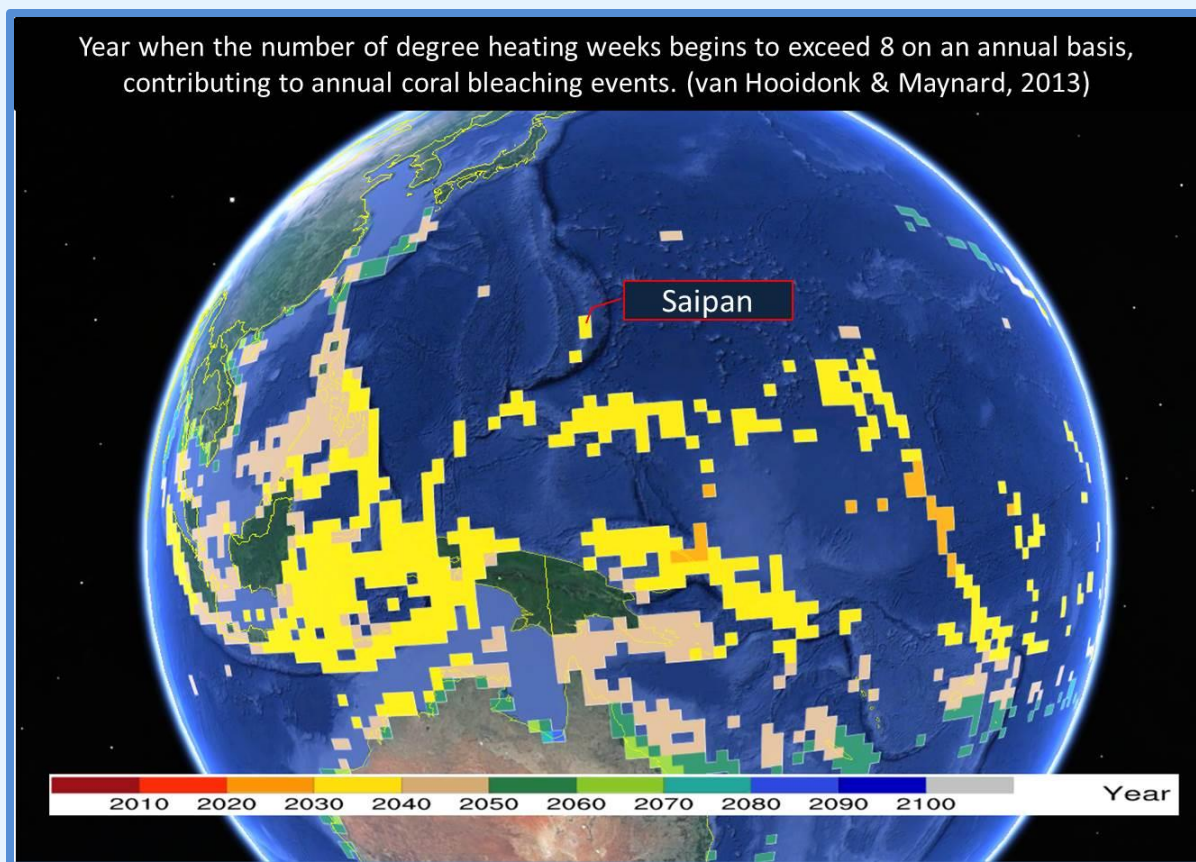 Year when the number of degree heating weeks begins to exceed 8 on an annual basis,
contributing to annual coral bleaching events. (van Hooidonk & Maynard, 2013)
Saipan
2010 2020 2030 2040 2050 2060 2070 2080 2090 2100 Year